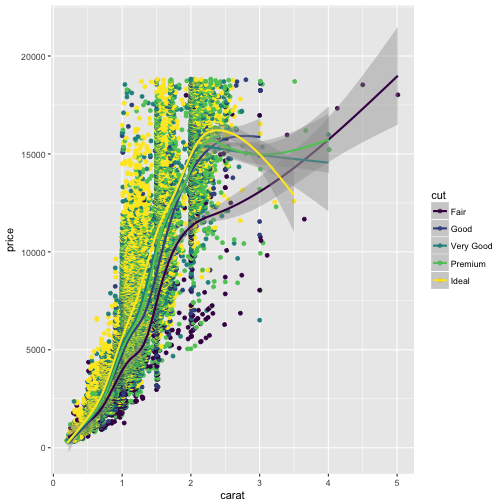 20000
15000
10000
5000
0
price
0
1
2
3
4
5
carat
cut
Fair
Good
Very Good
Premium
Ideal